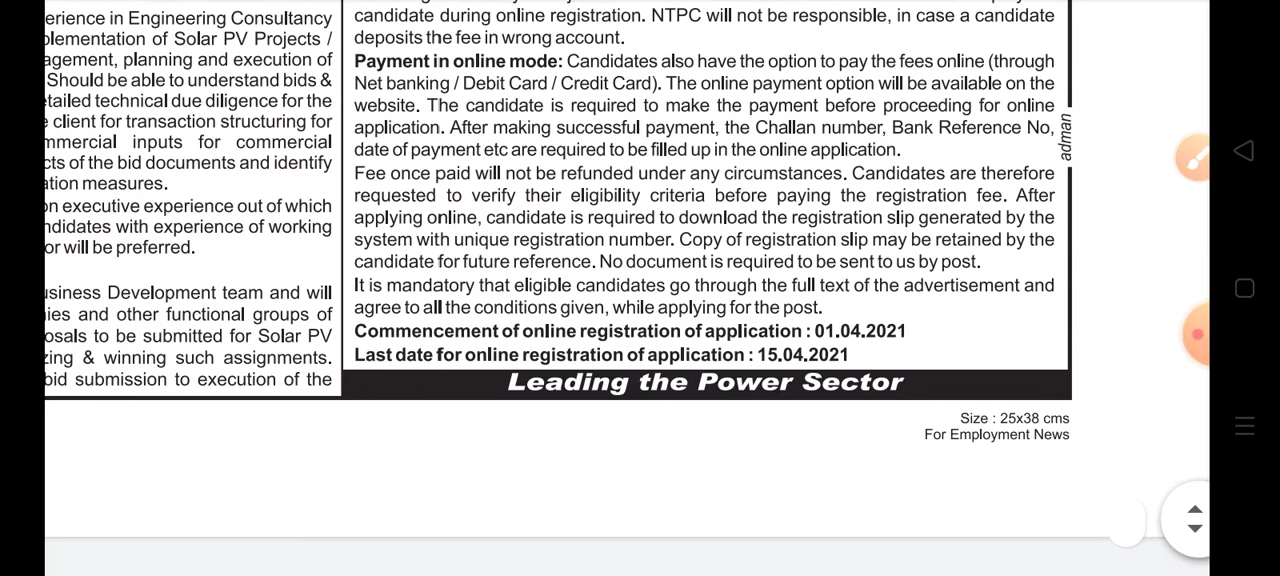 erience in Engineering Consultancy
plementation of Solar PV Projects /
agement, planning and execution of
Should be able to understand bids &
etailed technical due diligence for the
e client for transaction structuring for
mmercial inputs for commercial
cts of the bid documents and identify
ation measures.
on executive experience out of which
ndidates with experience of working
or will be preferred.
usiness Development team and will
nies and other functional groups of
osals to be submitted for Solar PV
zing & winning such assignments.
bid submission to execution of the
candidate during online registration. NTPC will not be responsible, in case a candidate
deposits the fee in wrong account.
Payment in online mode: Candidates also have the option to pay the fees online (through
Net banking / Debit Card / Credit Card). The online payment option will be available on the
website. The candidate is required to make the payment before proceeding for online
application. After making successful payment, the Challan number, Bank Reference No,
date of payment etc are required to be filled up in the online application.
Fee once paid will not be refunded under any circumstances. Candidates are therefore
requested to verify their eligibility criteria before paying the registration fee. After
applying online, candidate is required to download the registration slip generated by the
system with unique registration number. Copy of registration slip may be retained by the
candidate for future reference. No document is required to be sent to us by post.
It is mandatory that eligible candidates go through the full text of the advertisement and
agree to all the conditions given, while applying for the post.
Commencement of online registration of application : 01.04.2021
Last date for online registration of application : 15.04.2021
Leading the Power Sector
adman
Size : 25x38 cms
For Employment News